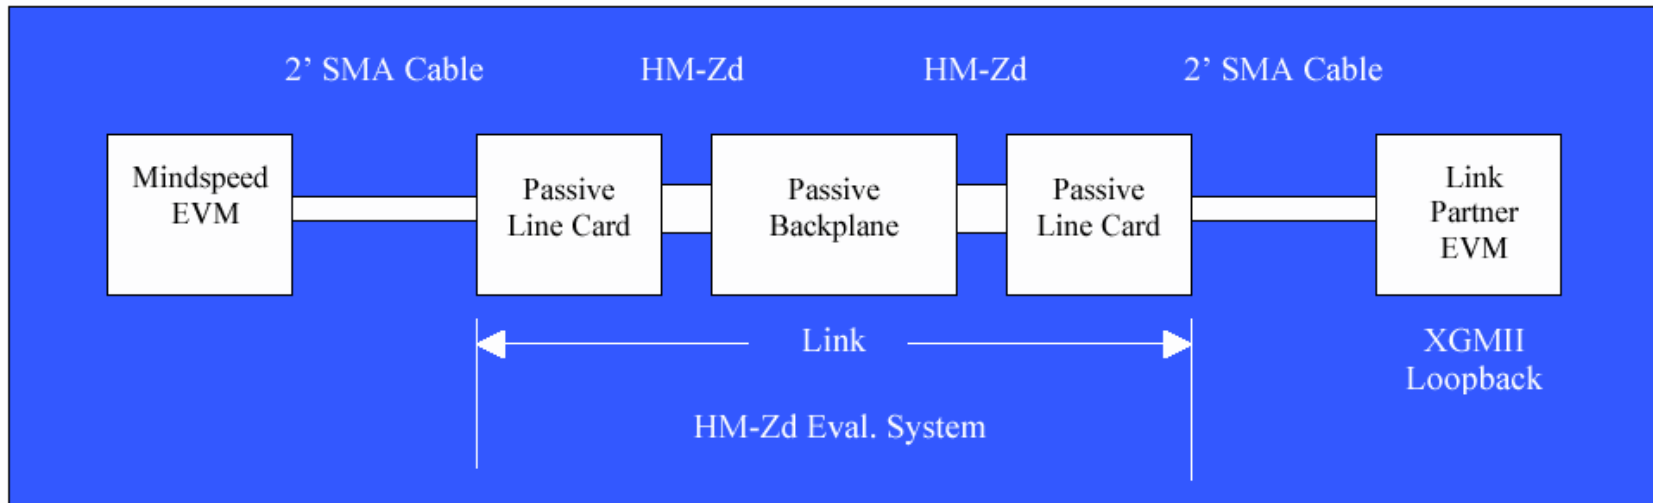 2’ SMA Cable
HM-Zd
HM-Zd
2’ SMA Cable
Mindspeed
EVM
Passive
Line Card
Passive
Backplane
Passive
Line Card
Link
Partner
EVM
Link
XGMII
Loopback
HM-Zd Eval. System